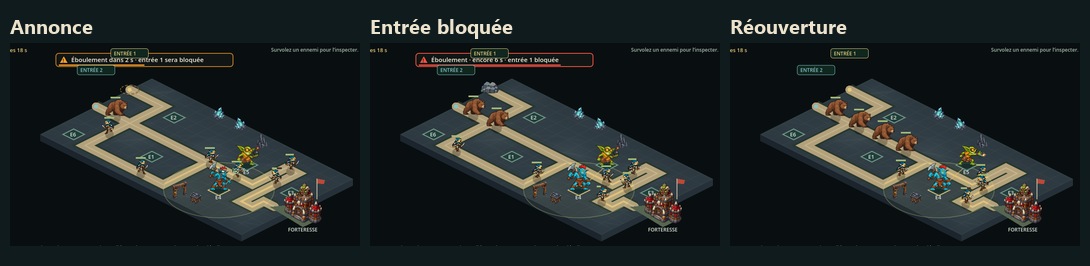 Annonce
es 18 s
ENTRÉE 1
Survolez un ennemi pour l'inspecter.
Éboulement dans 2 s · entrée 1 sera bloquée
ENTRÉE 2
E2
E6
E1
E4
FORTERESSE
Entrée bloquée
es 18 s
ENTRÉE 1
Survolez un ennemi pour l'inspecter.
Éboulement · encore 6 s · entrée 1 bloquée
ENTRÉE 2
E2
E6
E1
E4
FORTERESSE
Réouverture
es 18 s
ENTRÉE 1
Survolez un ennemi pour l'inspecter.
ENTRÉE 2
E2
E6
E1
E4
FORTERESSE